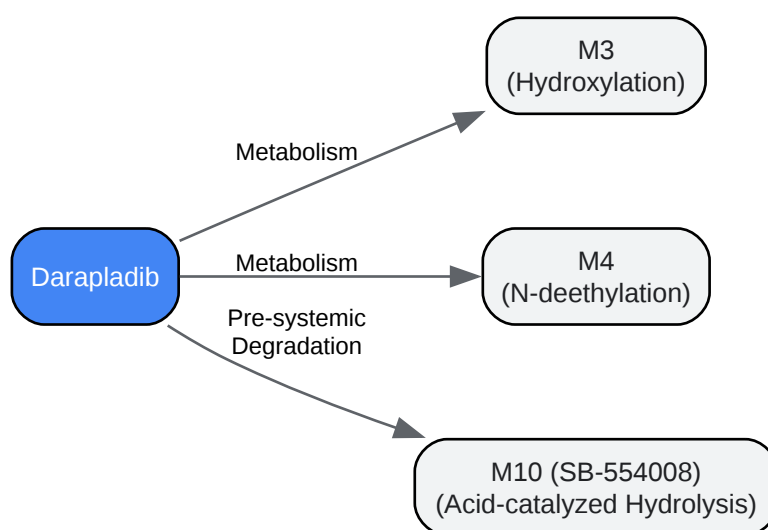 M3
(Hydroxylation)
Metabolism
Darapladib
Metabolism
M4
(N-deethylation)
Pre-systemic
Degradation
M10 (SB-554008)
(Acid-catalyzed Hydrolysis)